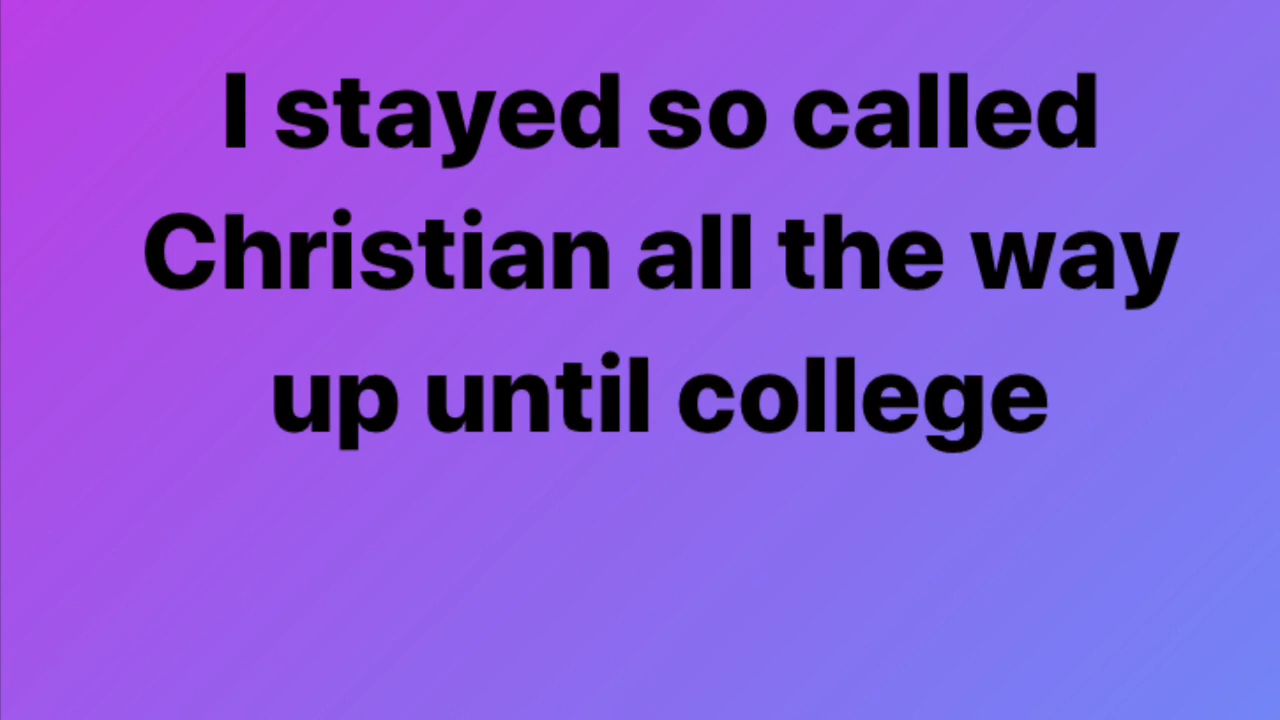 I stayed so called
Christian all the way
up until college